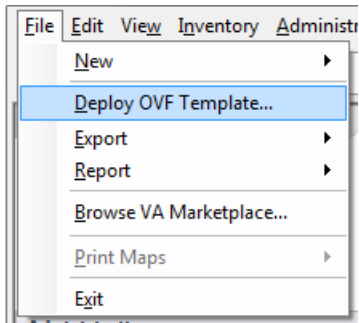 File Edit View Inventory Administr
New
Deploy OVF Template...
Export
Report
Browse VA Marketplace...
Print Maps
Exit